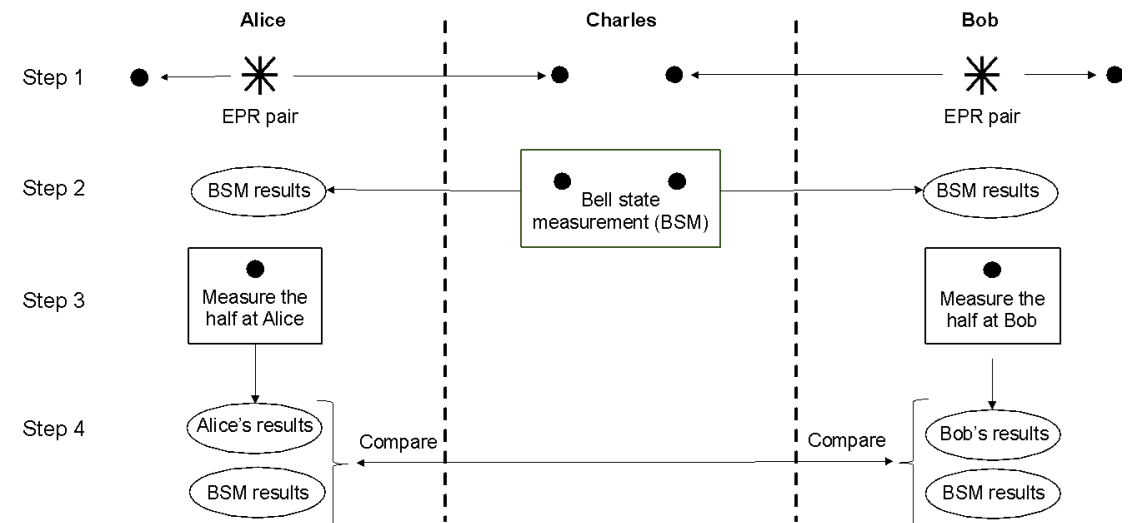 Alice Charles Bob
Step 1
EPR pair EPR pair
Step 2 BSM results BSM results
Bell state
measurement (BSM)
Step 3
Measure the
half at Alice
Measure the
half at Bob
Step 4
Alice's results
Compare Compare
Bob's results
BSM results BSM results